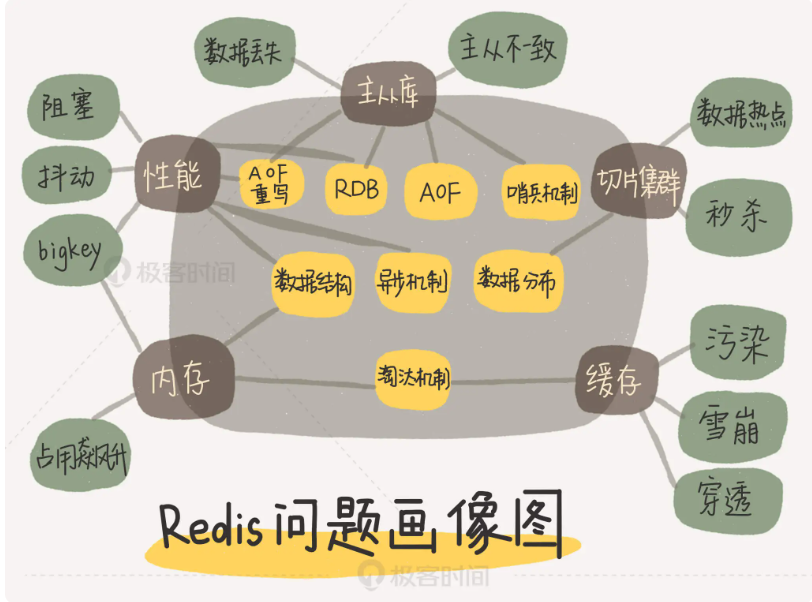 数据丢失
主从不一致
主从库
阻塞
数据热点
性能
AOF
重写
RDB
AOF
哨兵机制
切片集群
抖动
秒杀
bigkey
极客时间
数据结构
异步机制
数据分布
污染
内存
淘汰机制
缓存
雪崩
占用飙升
穿透
Redis问题画像图
极客时间